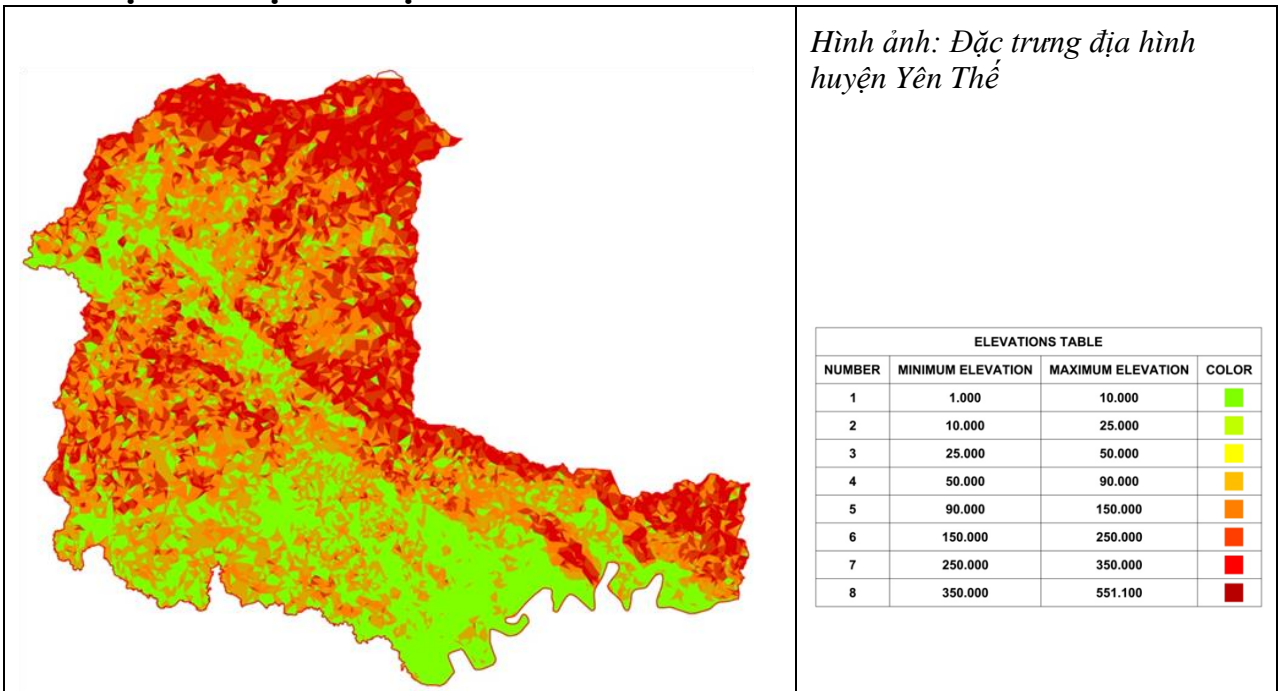 Hình ảnh: Đặc trưng địa hình
huyện Yên Thế
ELEVATIONS TABLE
NUMBER MINIMUM ELEVATION MAXIMUM ELEVATION COLOR
1 1.000 10.000
2 10.000 25.000
3 25.000 50.000
4 50.000 90.000
5 90.000 150.000
6 150.000 250.000
7 250.000 350.000
8 350.000 551.100